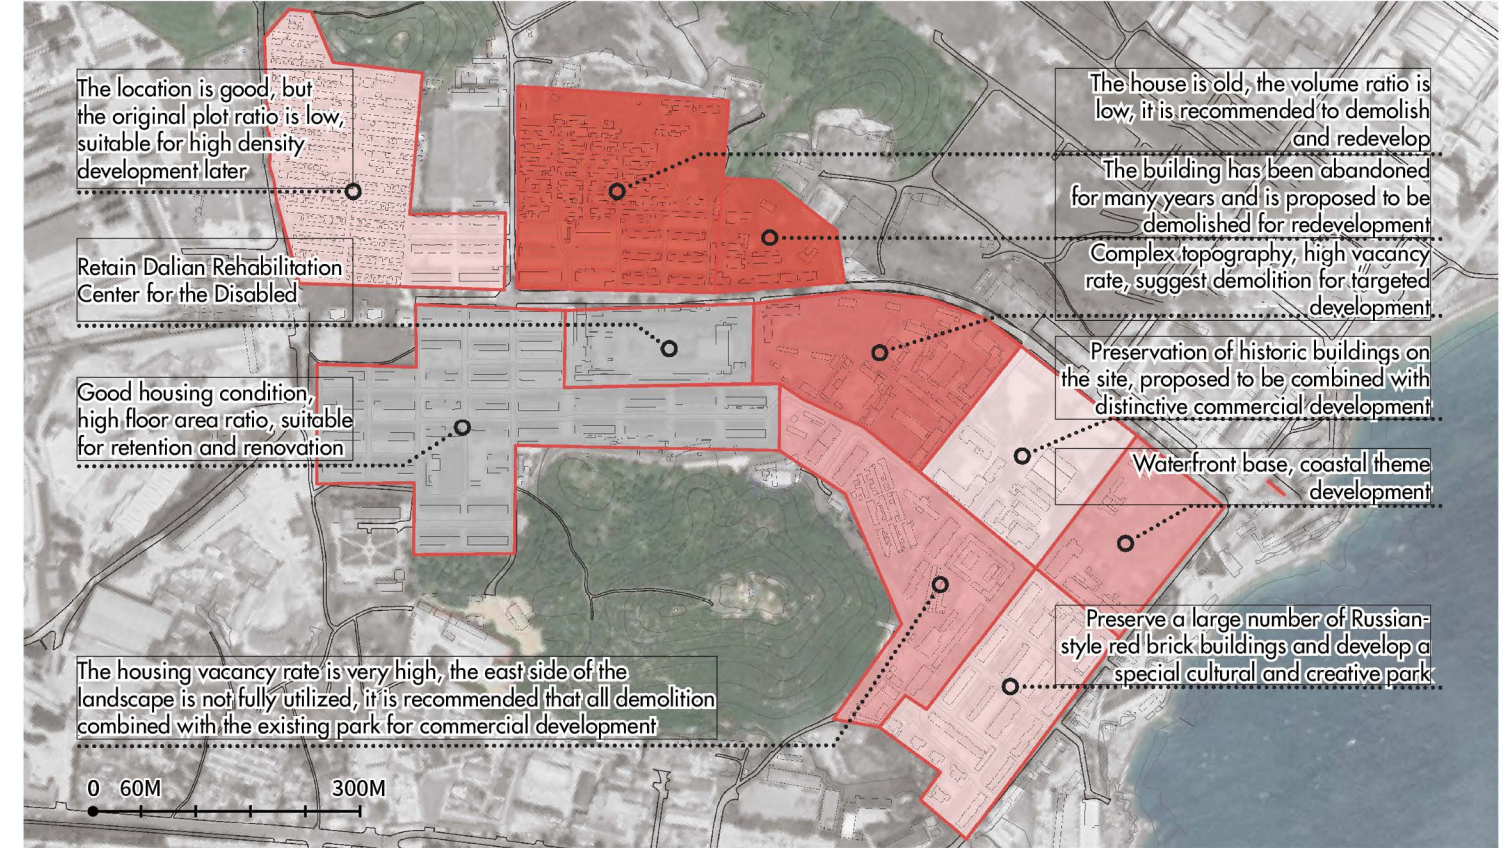 The location is good, but
the original plot ratio is low,
suitable for high density
development later
Retain Dalian Rehabilitation
Center for the Disabled
Good housing condition,
high floor area ratio, suitable
for retention and renovation
The housing vacancy rate is very high, the east side of the
landscape is not fully utilized, it is recommended that all demolition
combined with the existing park for commercial development
0 60M 300M
The house is old, the volume ratio is
low, it is recommended to demolish
and redevelop
The building has been abandoned
for many years and is proposed to be
demolished for redevelopment
Complex topography, high vacancy
rate, suggest demolition for targeted
development
Preservation of historic buildings on
the site, proposed to be combined with
distinctive commercial development
Waterfront base, coastal theme
development
Preserve a large number of Russian-
style red brick buildings and develop a
special cultural and creative park